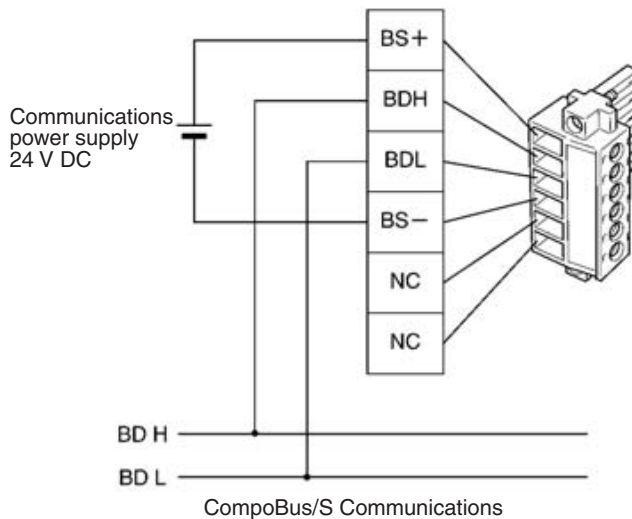 BS+
BDH
Communications
power supply
24 V DC
BDL
BS−
NC
NC
BD H
BD L
CompoBus/S Communications